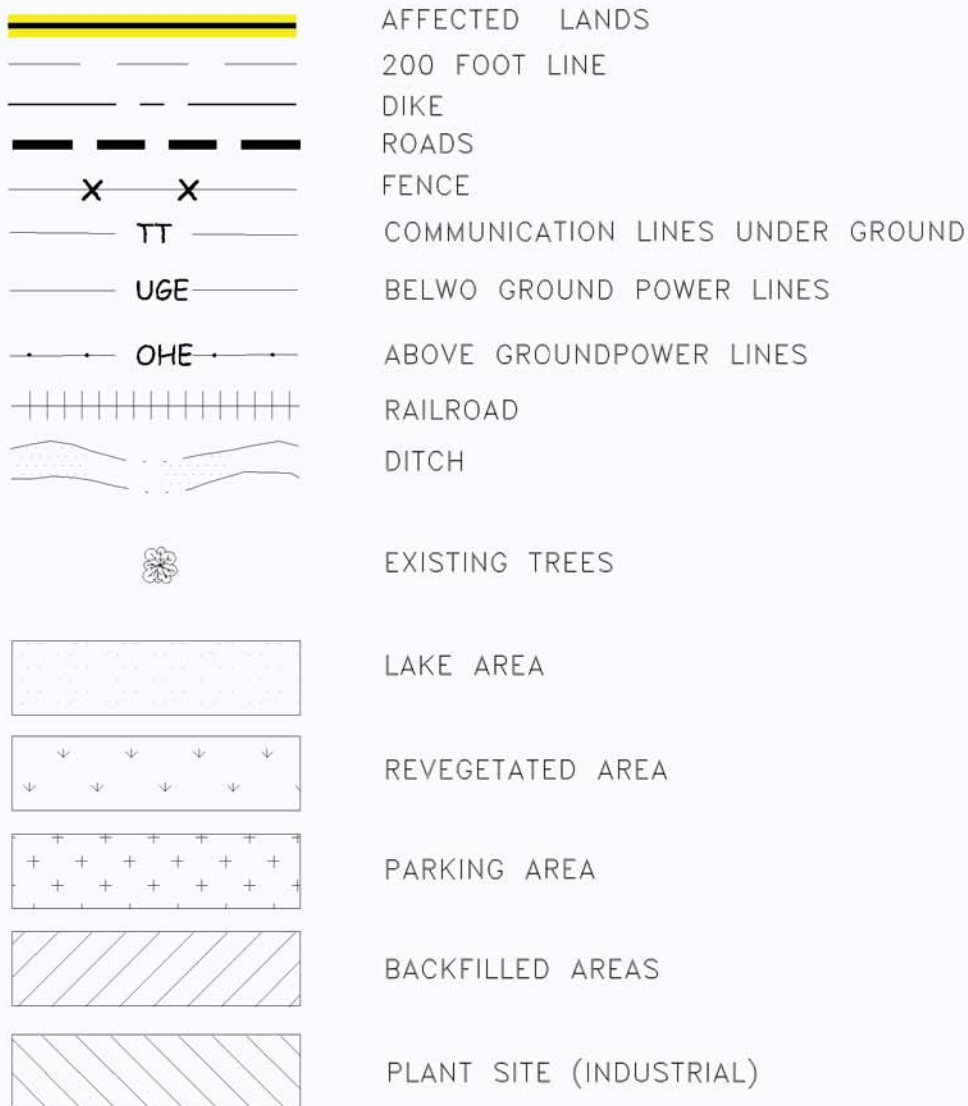 AFFECTED LANDS
200 FOOT LINE
DIKE
ROADS
X X FENCE
TT COMMUNICATION LINES UNDER GROUND
UGE BELWO GROUND POWER LINES
OHE ABOVE GROUNDPOWER LINES
RAILROAD
DITCH
EXISTING TREES
LAKE AREA
REVEGETATED AREA
PARKING AREA
BACKFILLED AREAS
PLANT SITE (INDUSTRIAL)